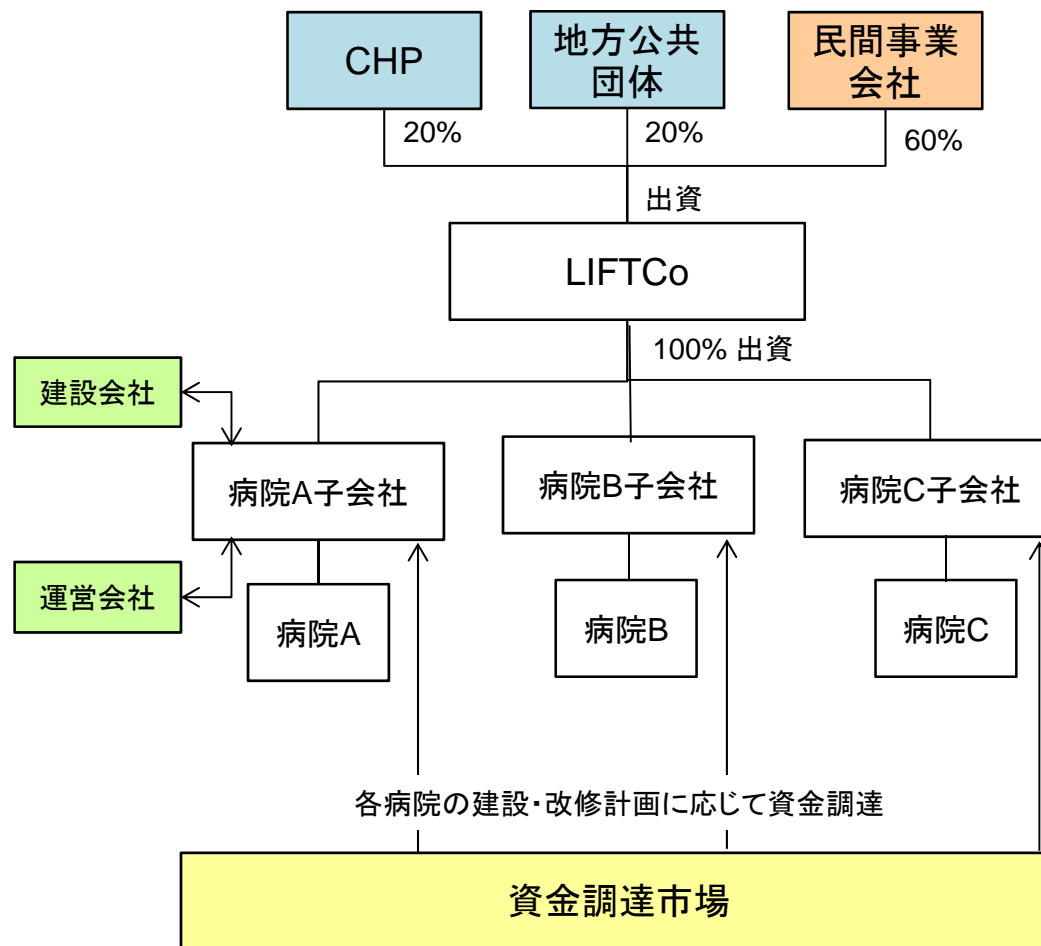 CHP
地方公共
団体
民間事業
会社
20%
20%
60%
出資
LIFTCo
100% 出資
建設会社
病院A子会社
病院B子会社
病院C子会社
運営会社
病院A
病院B
病院C
各病院の建設・改修計画に応じて資金調達
資金調達市場